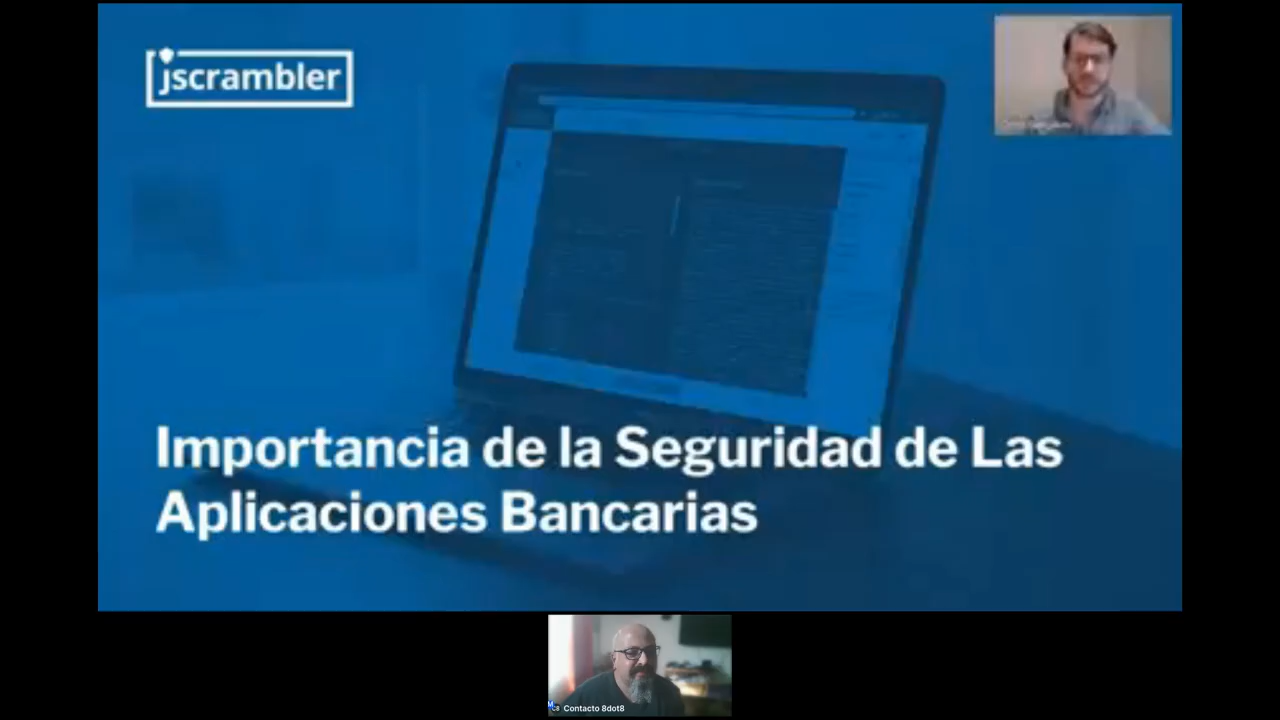 jscrambler
Importancia de la Seguridad de Las
Aplicaciones Bancarias
Contacto 8dot8